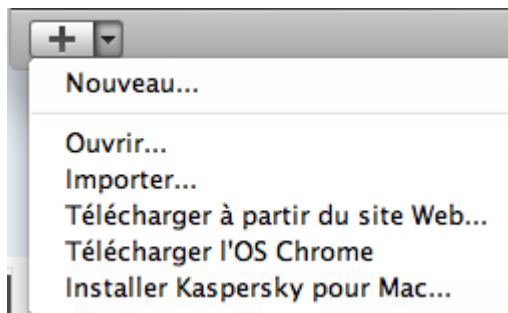 Nouveau...
Ouvrir...
Importer...
Télécharger à partir du site Web...
Télécharger l'OS Chrome
Installer Kaspersky pour Mac...